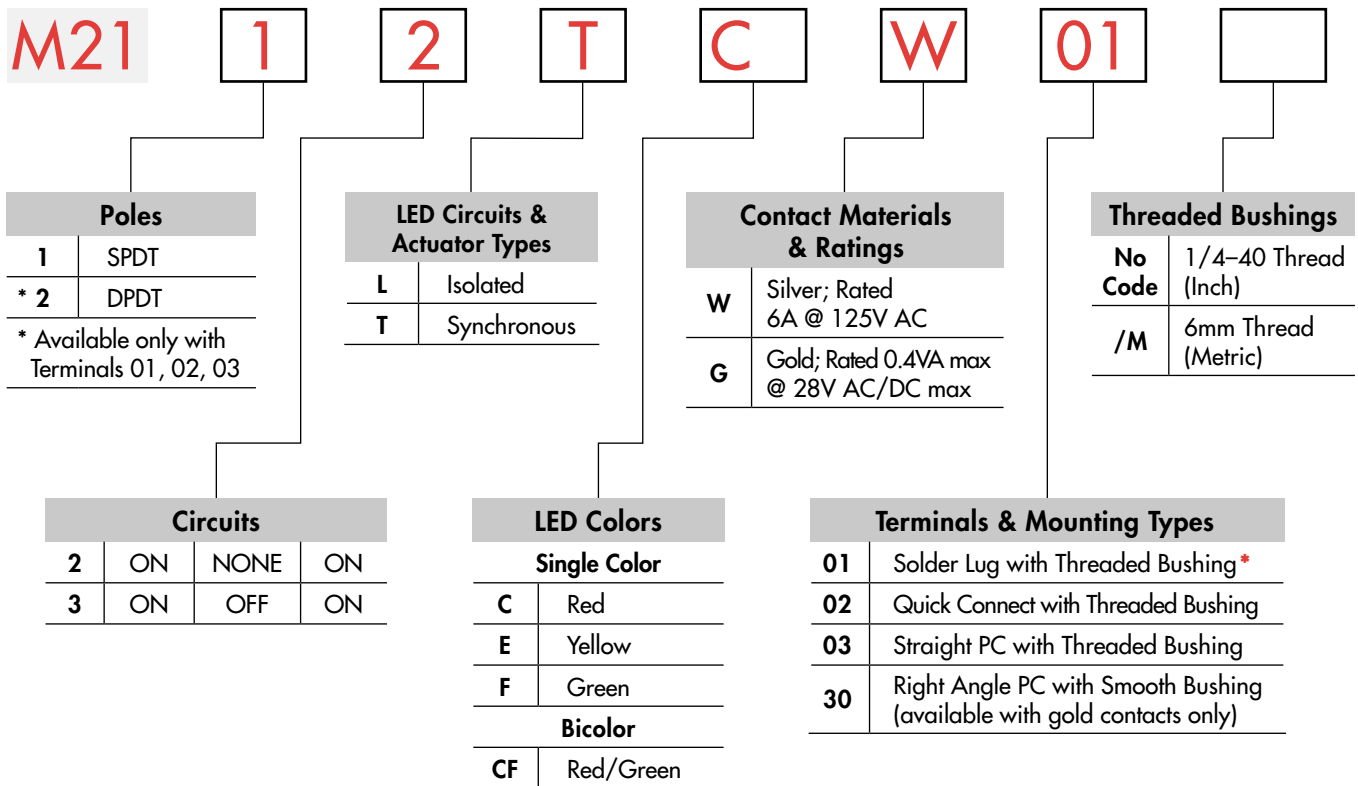 M21 1 2 T C W 01
Poles
1 SPDT
* 2 DPDT
* Available only with
Terminals 01, 02, 03
LED Circuits &
Actuator Types
L Isolated
T Synchronous
Contact Materials
& Ratings
W Silver; Rated
6A @ 125V AC
G Gold; Rated 0.4VA max
@ 28V AC/DC max
Threaded Bushings
No
Code
1/4–40 Thread
(Inch)
/M 6mm Thread
(Metric)
Circuits
2 ON NONE ON
3 ON OFF ON
LED Colors
Single Color
C Red
E Yellow
F Green
Bicolor
CF Red/Green
Terminals & Mounting Types
01 Solder Lug with Threaded Bushing*
02 Quick Connect with Threaded Bushing
03 Straight PC with Threaded Bushing
30 Right Angle PC with Smooth Bushing
(available with gold contacts only)